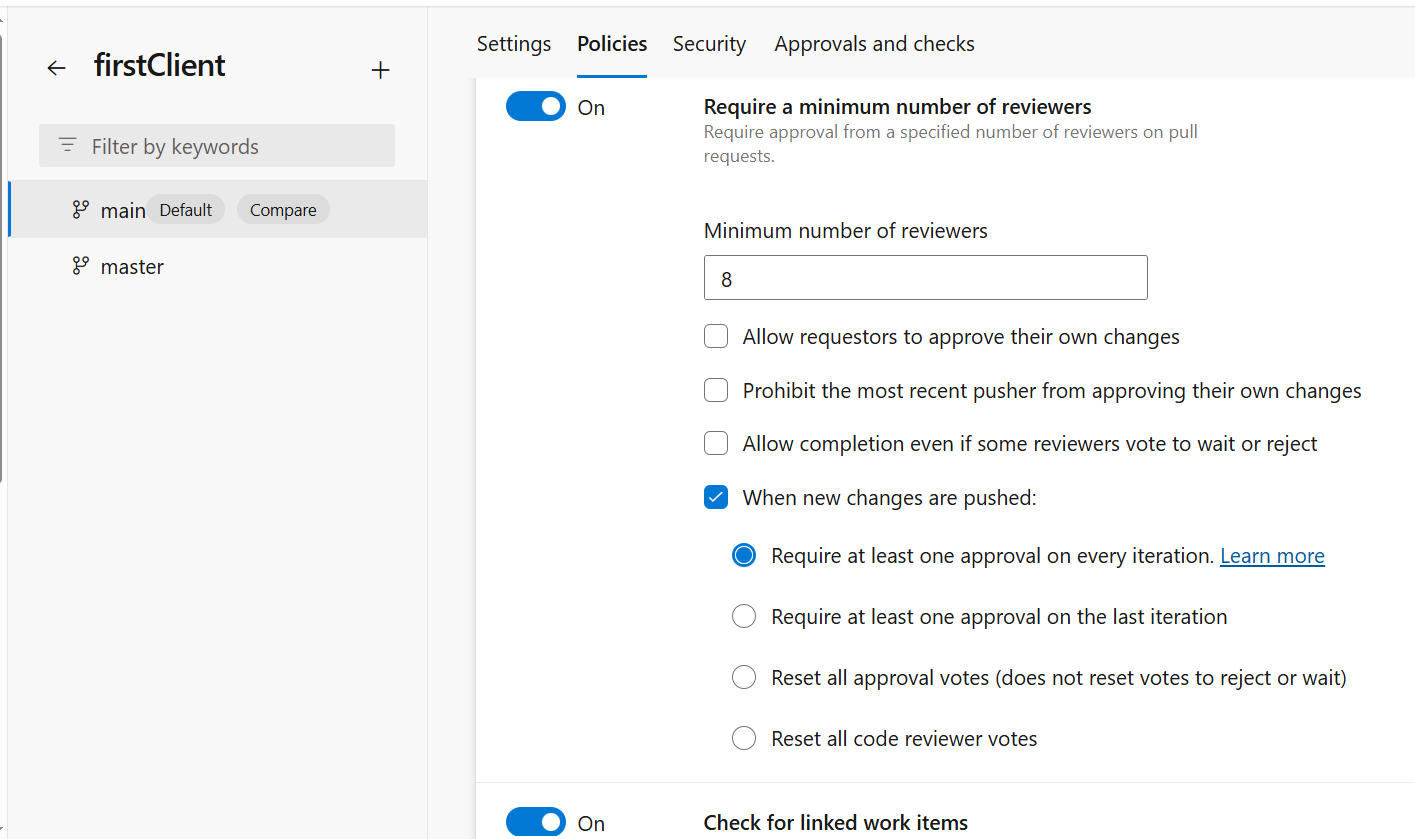 firstClient
Filter by keywords
main Default Compare
master
Settings Policies Security Approvals and checks
On
Require a minimum number of reviewers
Require approval from a specified number of reviewers on pull
requests.
Minimum number of reviewers
8
Allow requestors to approve their own changes
Prohibit the most recent pusher from approving their own changes
Allow completion even if some reviewers vote to wait or reject
When new changes are pushed:
Require at least one approval on every iteration. Learn more
Require at least one approval on the last iteration
Reset all approval votes (does not reset votes to reject or wait)
Reset all code reviewer votes
On
Check for linked work items